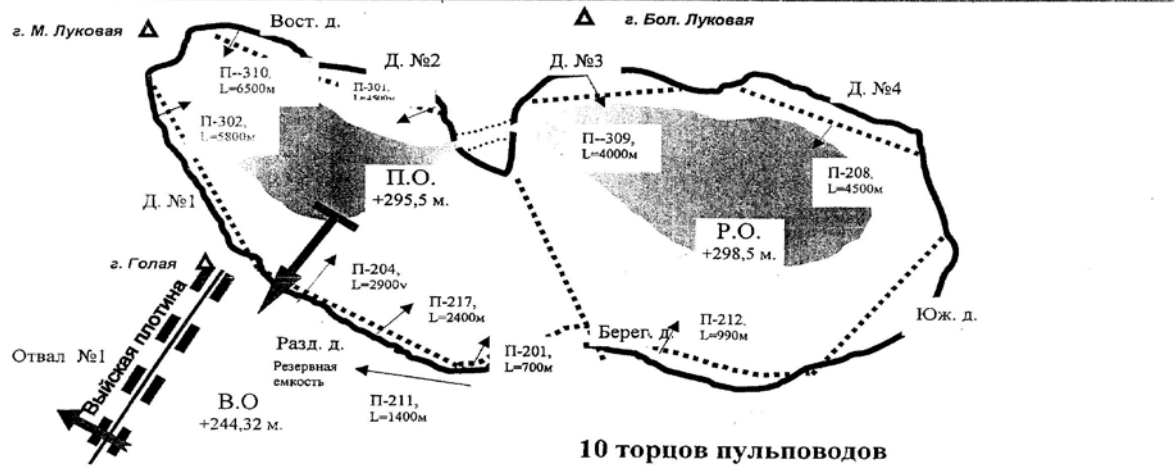 г. М. Луковая
Вост. д.
г. Бол. Луковая
П--310,
L=6500м
Д. №2
П-301,
L=4500м
Д. №3
Д. №4
П-302,
L=5800м
П--309,
L=4000м
П-208,
L=4500м
П.О.
+295,5 м.
Д. №1
Р.О.
+298,5 м.
г. Голая
П-204,
L=2900м
П-217,
L=2400м
П-212,
L=990м
Берег. д.
Юж. д.
Выйская плотина
Отвал №1
Разд. д.
П-201,
L=700м
Резервная
емкость
П-211,
L=1400м
В.О
+244,32 м.
10 торцов пульповодов